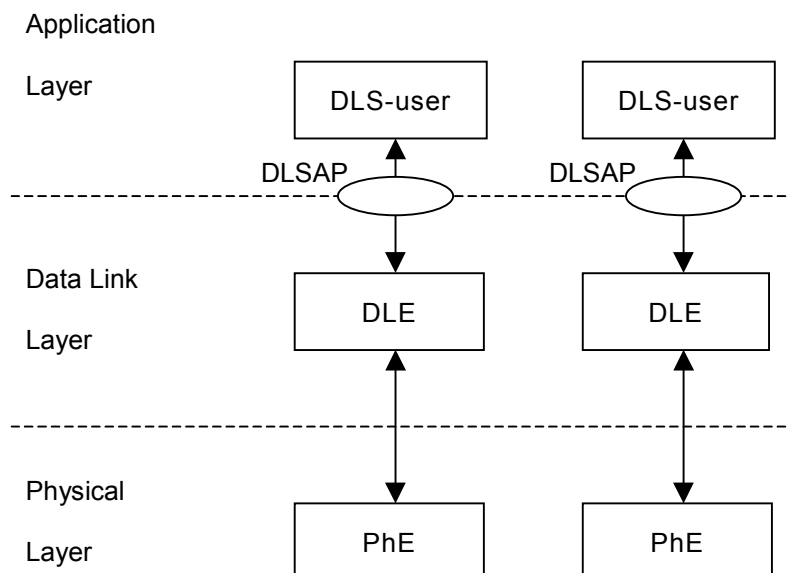 Application
Layer
DLS-user
DLS-user
DLSAP
DLSAP
Data Link
Layer
DLE
DLE
Physical
Layer
PhE
PhE